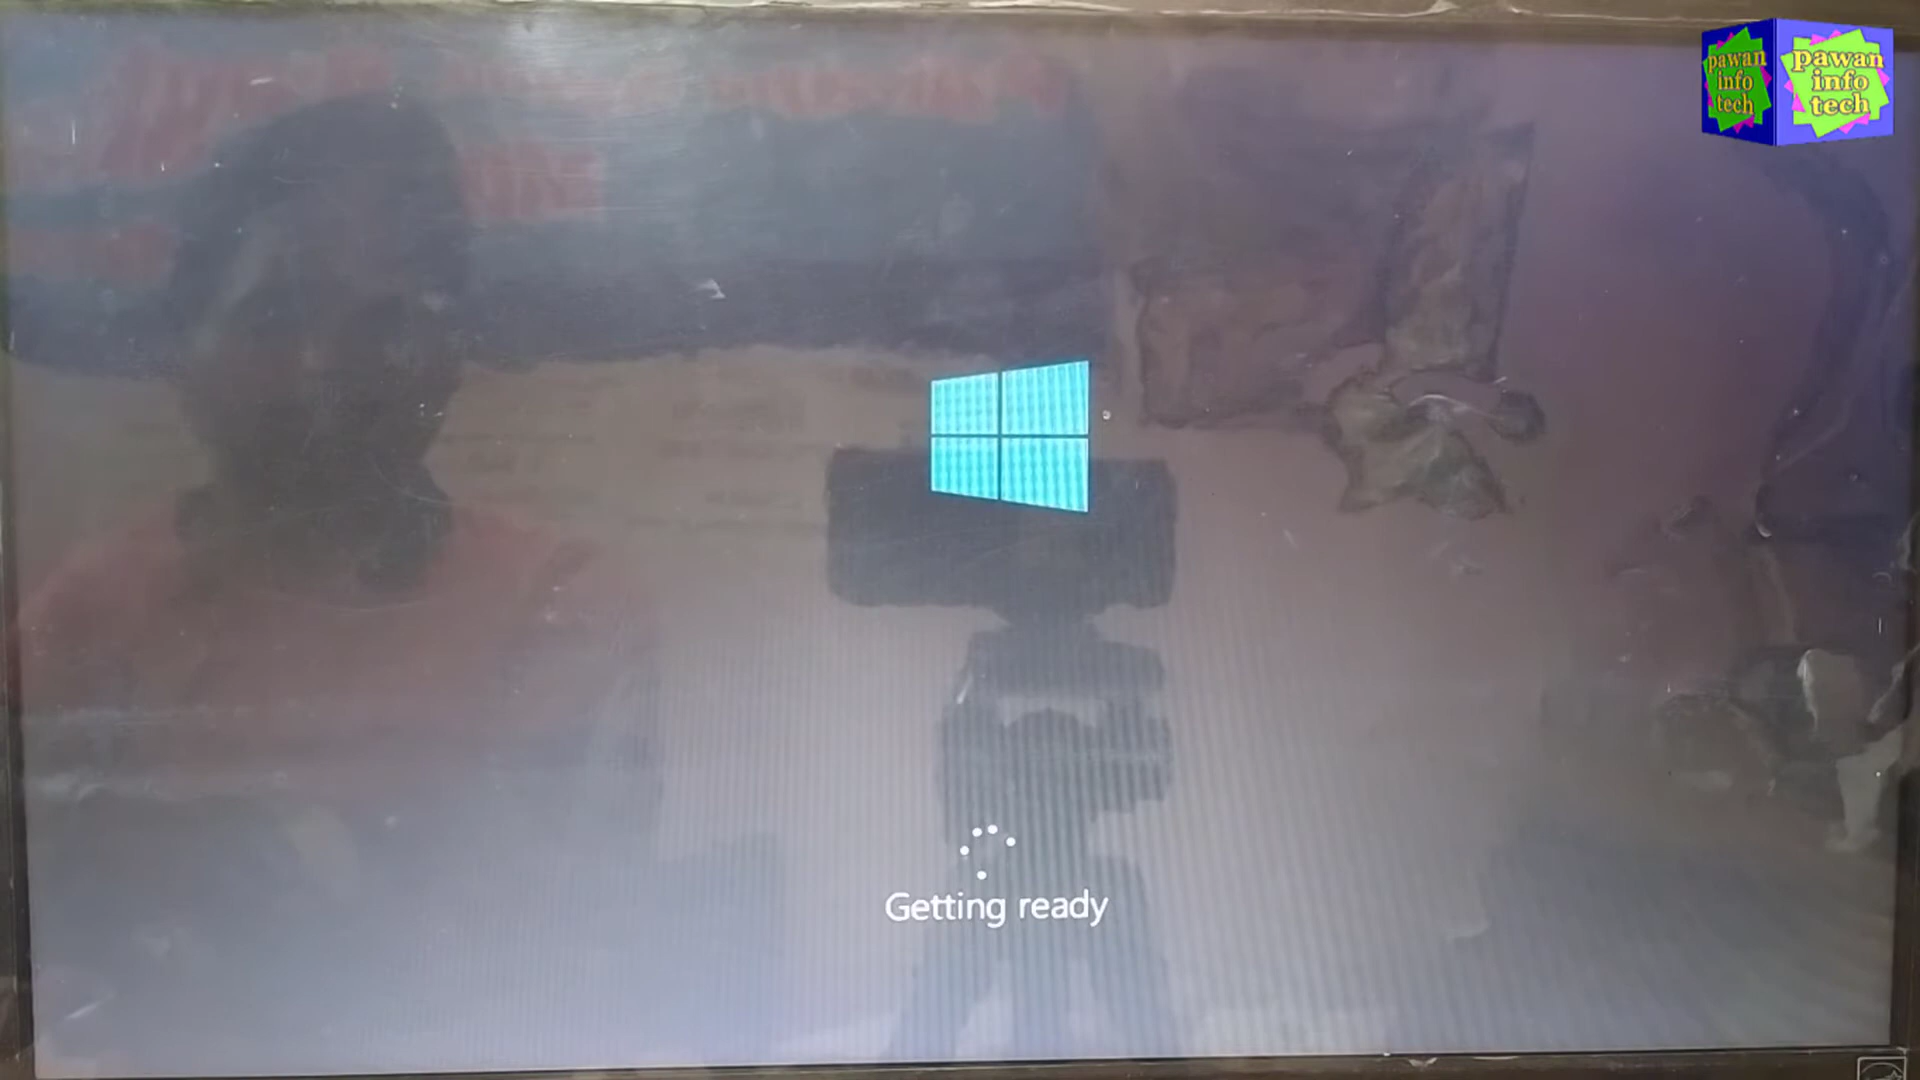 pawan
info
tech
pawan
info
tech
Getting ready